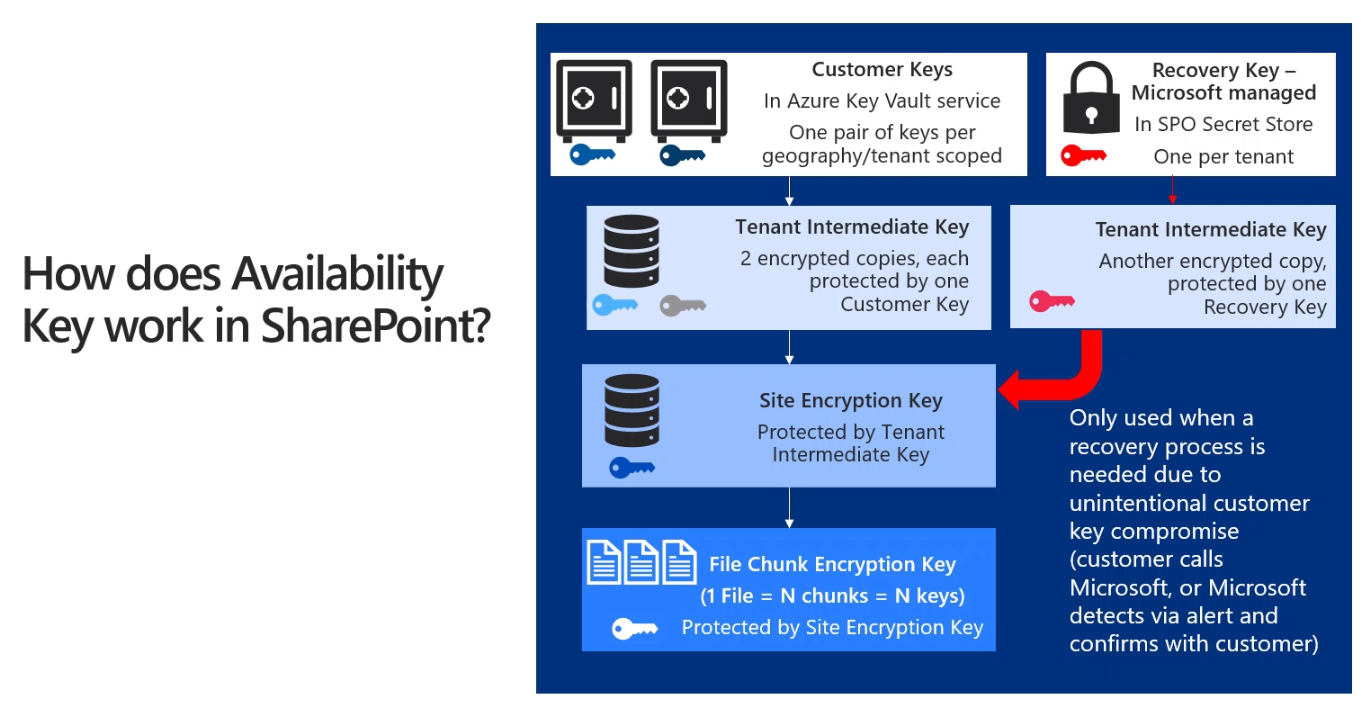 How does Availability
Key work in SharePoint?
Customer Keys
In Azure Key Vault service
One pair of keys per
geography/tenant scoped
Recovery Key –
Microsoft managed
In SPO Secret Store
One per tenant
Tenant Intermediate Key
2 encrypted copies, each
protected by one
Customer Key
Tenant Intermediate Key
Another encrypted copy,
protected by one
Recovery Key
Site Encryption Key
Protected by Tenant
Intermediate Key
Only used when a
recovery process is
needed due to
unintentional customer
key compromise
(customer calls
Microsoft, or Microsoft
detects via alert and
confirms with customer)
File Chunk Encryption Key
(1 File = N chunks = N keys)
Protected by Site Encryption Key